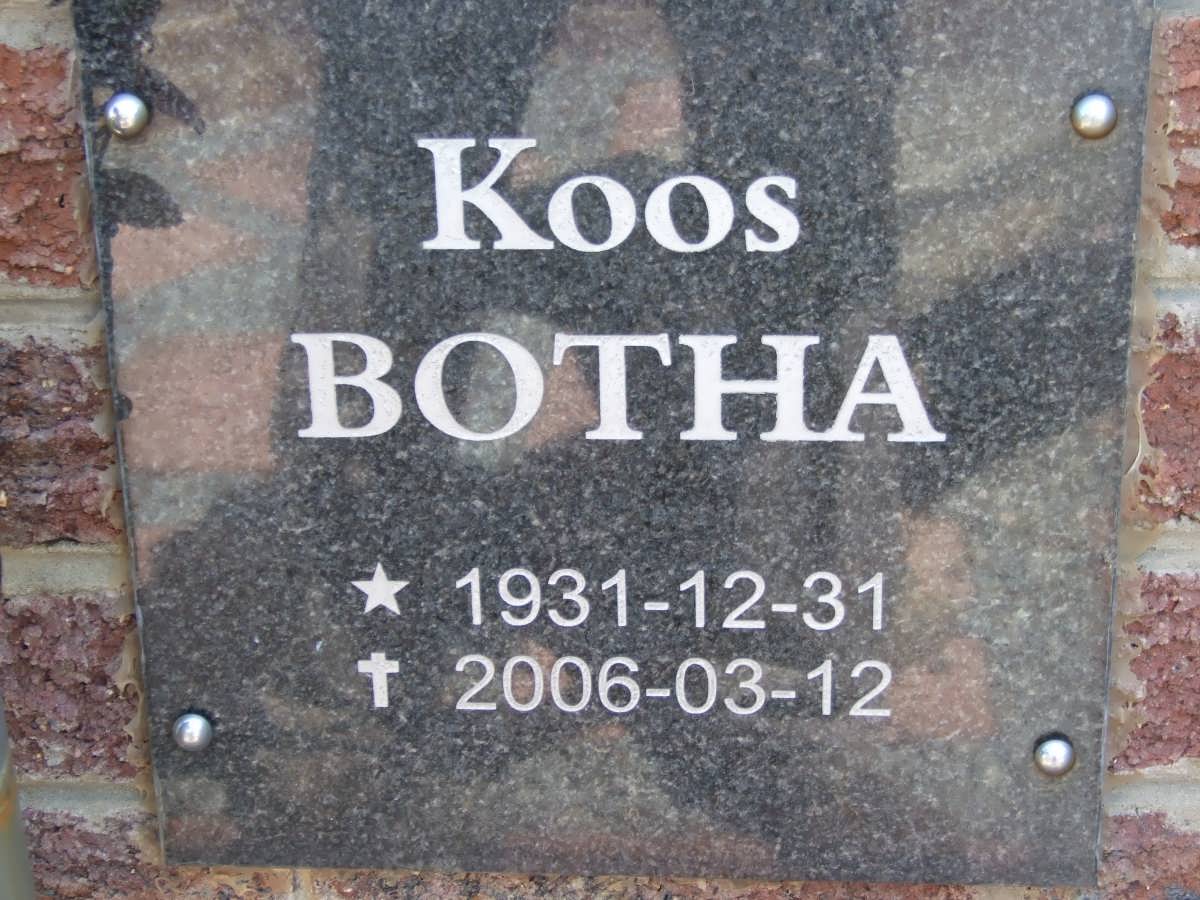 Koos
BOTHA
★ 1931-12-31
✝ 2006-03-12